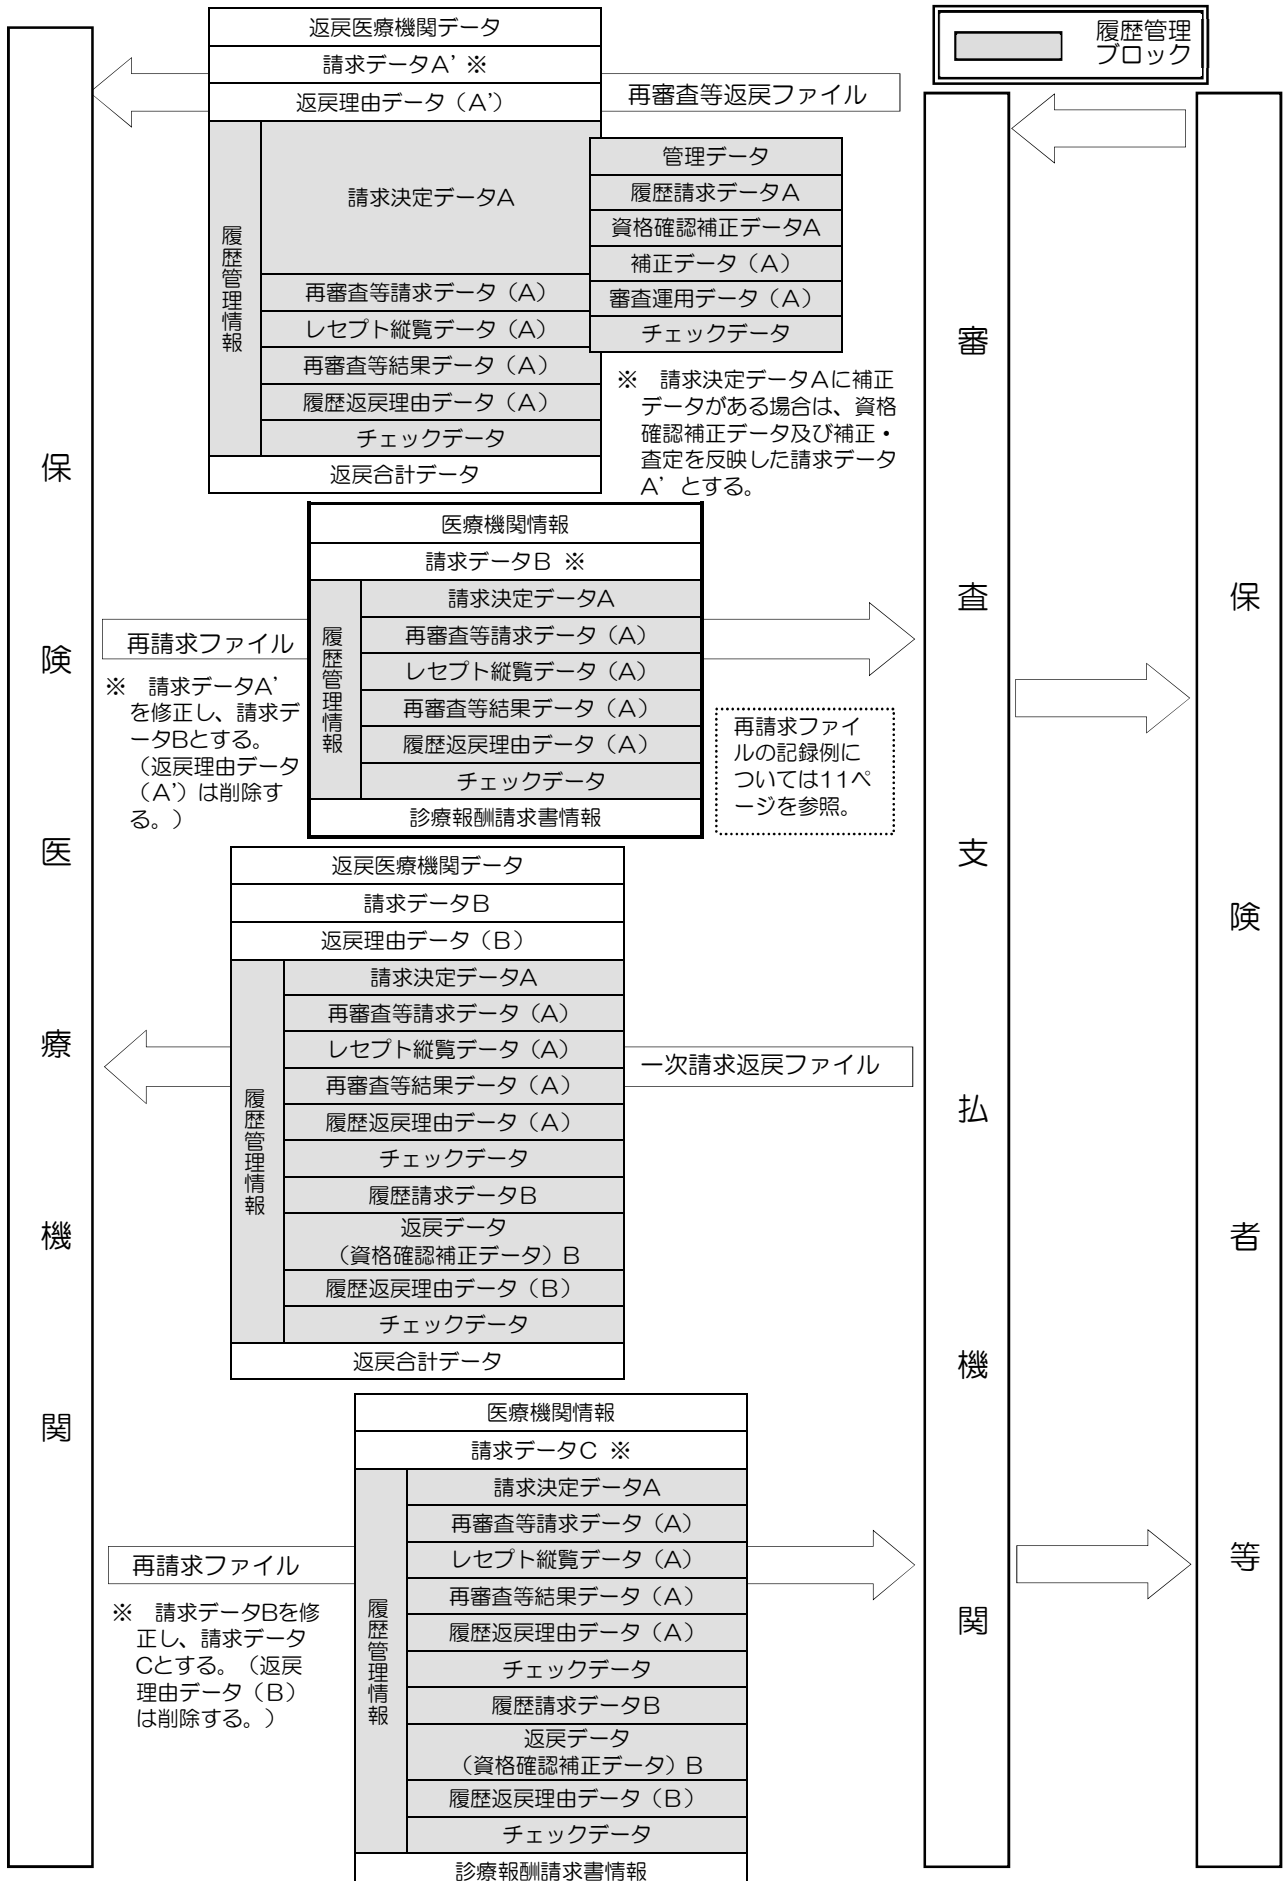 履歴管理
ブロック
返戻医療機関データ
請求データA’ ※
返戻理由データ（A’）
再審査等返戻ファイル
履歴管理情報
請求決定データA
管理データ
履歴請求データA
資格確認補正データA
補正データ（A）
審査運用データ（A）
チェックデータ
再審査等請求データ（A）
レセプト縦覧データ（A）
再審査等結果データ（A）
履歴返戻理由データ（A）
チェックデータ
返戻合計データ
※　請求決定データAに補正
データがある場合は、資格
確認補正データ及び補正・
査定を反映した請求データ
A’とする。
保険医療機関
審査支払機関
保険者等
医療機関情報
請求データB ※
履歴管理情報
請求決定データA
再審査等請求データ（A）
レセプト縦覧データ（A）
再審査等結果データ（A）
履歴返戻理由データ（A）
チェックデータ
診療報酬請求書情報
再請求ファイル
※　請求データA’
を修正し、請求デ
ータBとする。
（返戻理由データ
（A’）は削除す
る。）
再請求ファイ
ルの記録例に
ついては11ペ
ージを参照。
返戻医療機関データ
請求データB
返戻理由データ（B）
履歴管理情報
請求決定データA
再審査等請求データ（A）
レセプト縦覧データ（A）
再審査等結果データ（A）
履歴返戻理由データ（A）
チェックデータ
履歴請求データB
返戻データ
（資格確認補正データ）B
履歴返戻理由データ（B）
チェックデータ
返戻合計データ
一次請求返戻ファイル
医療機関情報
請求データC ※
履歴管理情報
請求決定データA
再審査等請求データ（A）
レセプト縦覧データ（A）
再審査等結果データ（A）
履歴返戻理由データ（A）
チェックデータ
履歴請求データB
返戻データ
（資格確認補正データ）B
履歴返戻理由データ（B）
チェックデータ
診療報酬請求書情報
再請求ファイル
※　請求データBを修
正し、請求データ
Cとする。（返戻
理由データ（B）
は削除する。）